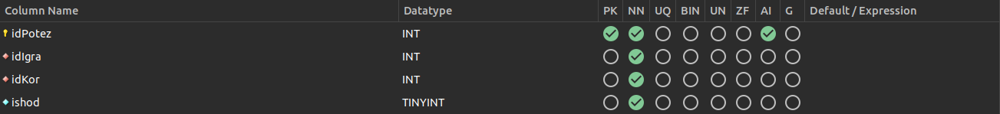 Column Name Datatype PK NN UQ BIN UN ZF AI G Default / Expression
idPotez INT
idIgra INT
idKor INT
ishod TINYINT